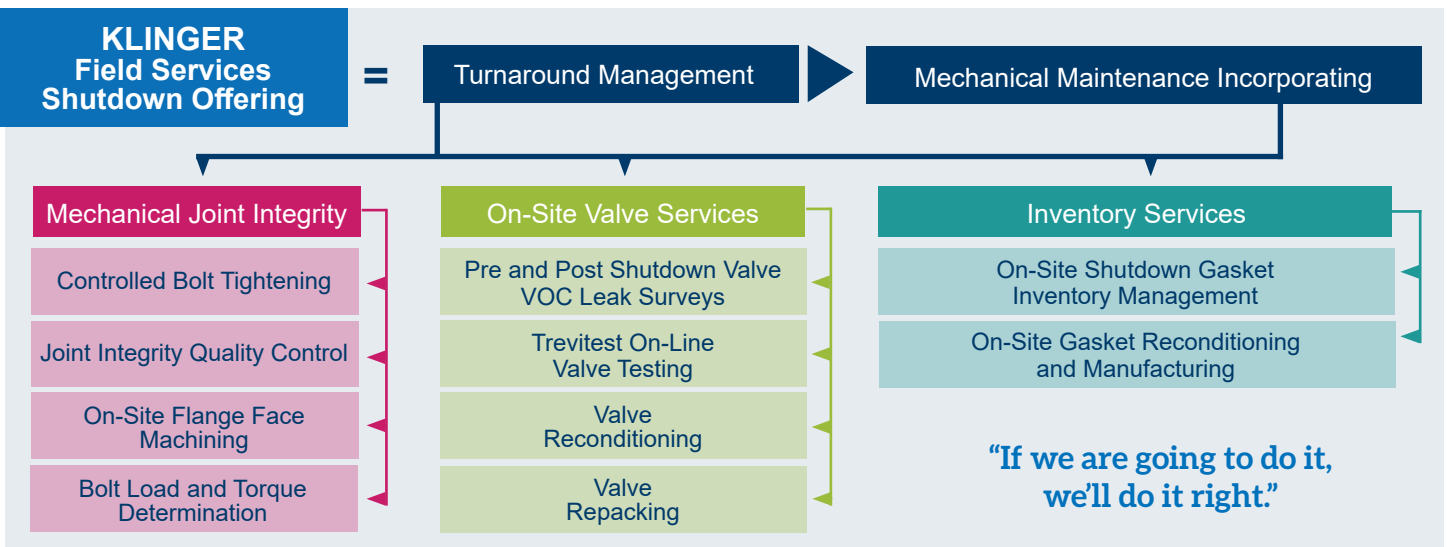 KLINGER
Field Services
Shutdown Offering
=
Turnaround Management
Mechanical Maintenance Incorporating
Mechanical Joint Integrity
Controlled Bolt Tightening
Joint Integrity Quality Control
On-Site Flange Face
Machining
Bolt Load and Torque
Determination
On-Site Valve Services
Pre and Post Shutdown Valve
VOC Leak Surveys
Trevitest On-Line
Valve Testing
Valve
Reconditioning
Valve
Repacking
Inventory Services
On-Site Shutdown Gasket
Inventory Management
On-Site Gasket Reconditioning
and Manufacturing
“If we are going to do it,
we’ll do it right.”